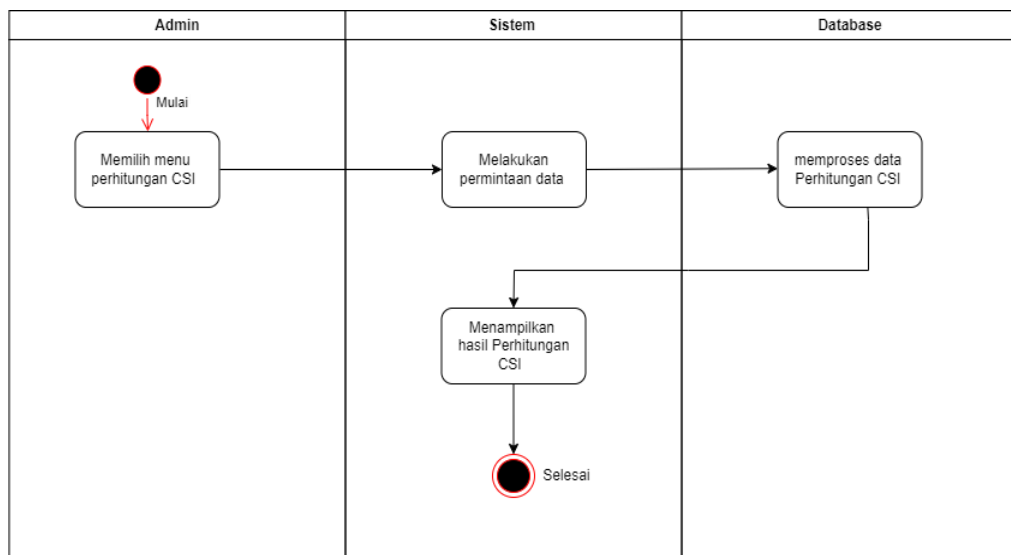 Admin
Sistem
Database
Mulai
Memilih menu
perhitungan CSI
Melakukan
permintaan data
memproses data
Perhitungan CSI
Menampilkan
hasil Perhitungan
CSI
Selesai